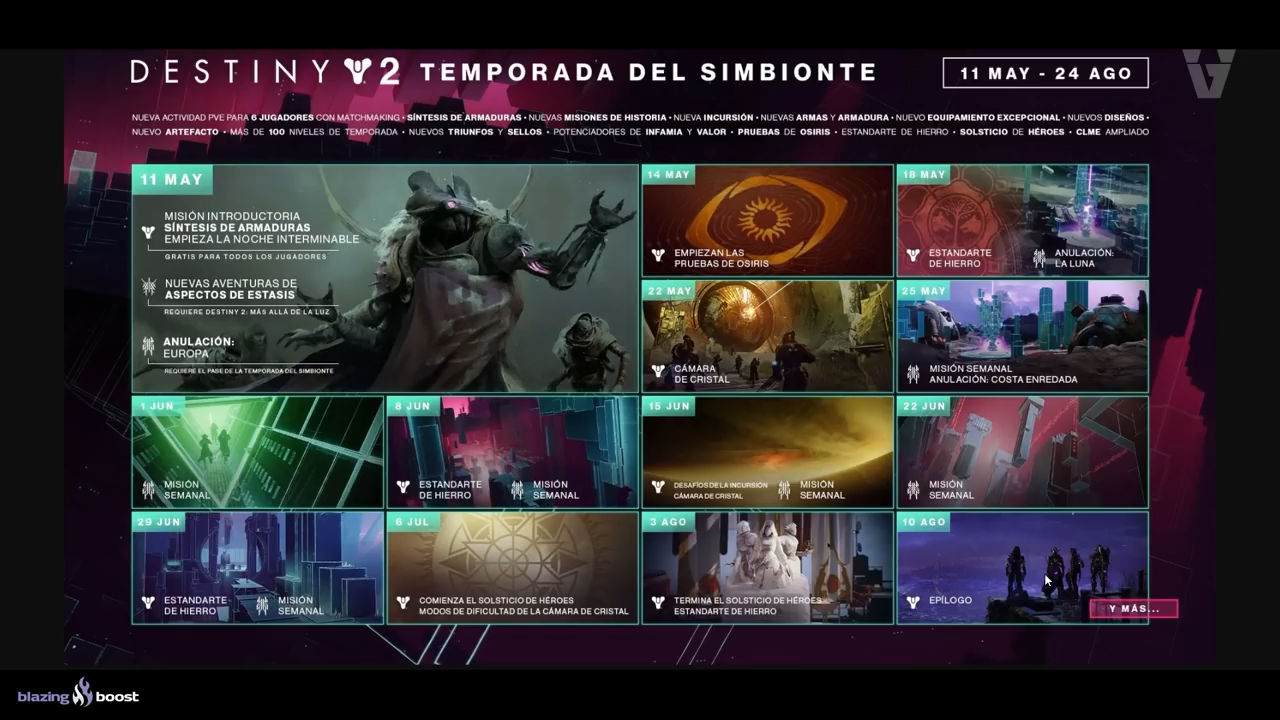 DESTINY 2 TEMPORADA DEL SIMBIONTE
11 MAY - 24 AGO
NUEVA ACTIVIDAD PVE PARA 6 JUGADORES CON MATCHMAKING • SÍNTESIS DE ARMADURAS • NUEVAS MISIONES DE HISTORIA • NUEVA INCURSIÓN • NUEVAS ARMAS Y ARMADURA • NUEVO EQUIPAMIENTO EXCEPCIONAL • NUEVOS DISEÑOS •
NUEVO ARTEFACTO • MÁS DE 100 NIVELES DE TEMPORADA • NUEVOS TRIUNFOS Y SELLOS • POTENCIADORES DE INFAMIA Y VALOR • PRUEBAS DE OSIRIS • ESTANDARTE DE HIERRO • SOLSTICIO DE HÉROES • CLME AMPLIADO
11 MAY
MISIÓN INTRODUCTORIA
SÍNTESIS DE ARMADURAS
EMPIEZA LA NOCHE INTERMINABLE
GRATIS PARA TODOS LOS JUGADORES
NUEVAS AVENTURAS DE
ASPECTOS DE ESTASIS
REQUIERE DESTINY 2: MÁS ALLÁ DE LA LUZ
ANULACIÓN:
EUROPA
REQUIERE EL PASE DE LA TEMPORADA DEL SIMBIONTE
14 MAY
EMPIEZAN LAS
PRUEBAS DE OSIRIS
18 MAY
ESTANDARTE
DE HIERRO
ANULACIÓN:
LA LUNA
22 MAY
CÁMARA
DE CRISTAL
25 MAY
MISIÓN SEMANAL
ANULACIÓN: COSTA ENREDADA
1 JUN
MISIÓN
SEMANAL
8 JUN
ESTANDARTE
DE HIERRO
MISIÓN
SEMANAL
15 JUN
DESAFÍOS DE LA INCURSIÓN
CÁMARA DE CRISTAL
MISIÓN
SEMANAL
22 JUN
MISIÓN
SEMANAL
29 JUN
ESTANDARTE
DE HIERRO
MISIÓN
SEMANAL
6 JUL
COMIENZA EL SOLSTICIO DE HÉROES
MODOS DE DIFICULTAD DE LA CÁMARA DE CRISTAL
3 AGO
TERMINA EL SOLSTICIO DE HÉROES
ESTANDARTE DE HIERRO
10 AGO
EPÍLOGO
Y MÁS...
blazing boost